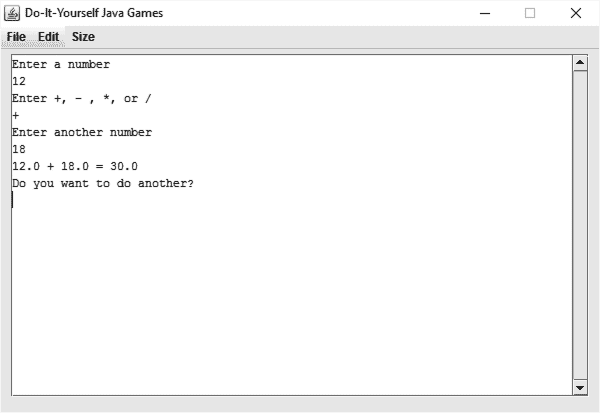 Do-It-Yourself Java Games
File Edit Size
Enter a number
12
Enter +, - , *, or /
+
Enter another number
18
12.0 + 18.0 = 30.0
Do you want to do another?